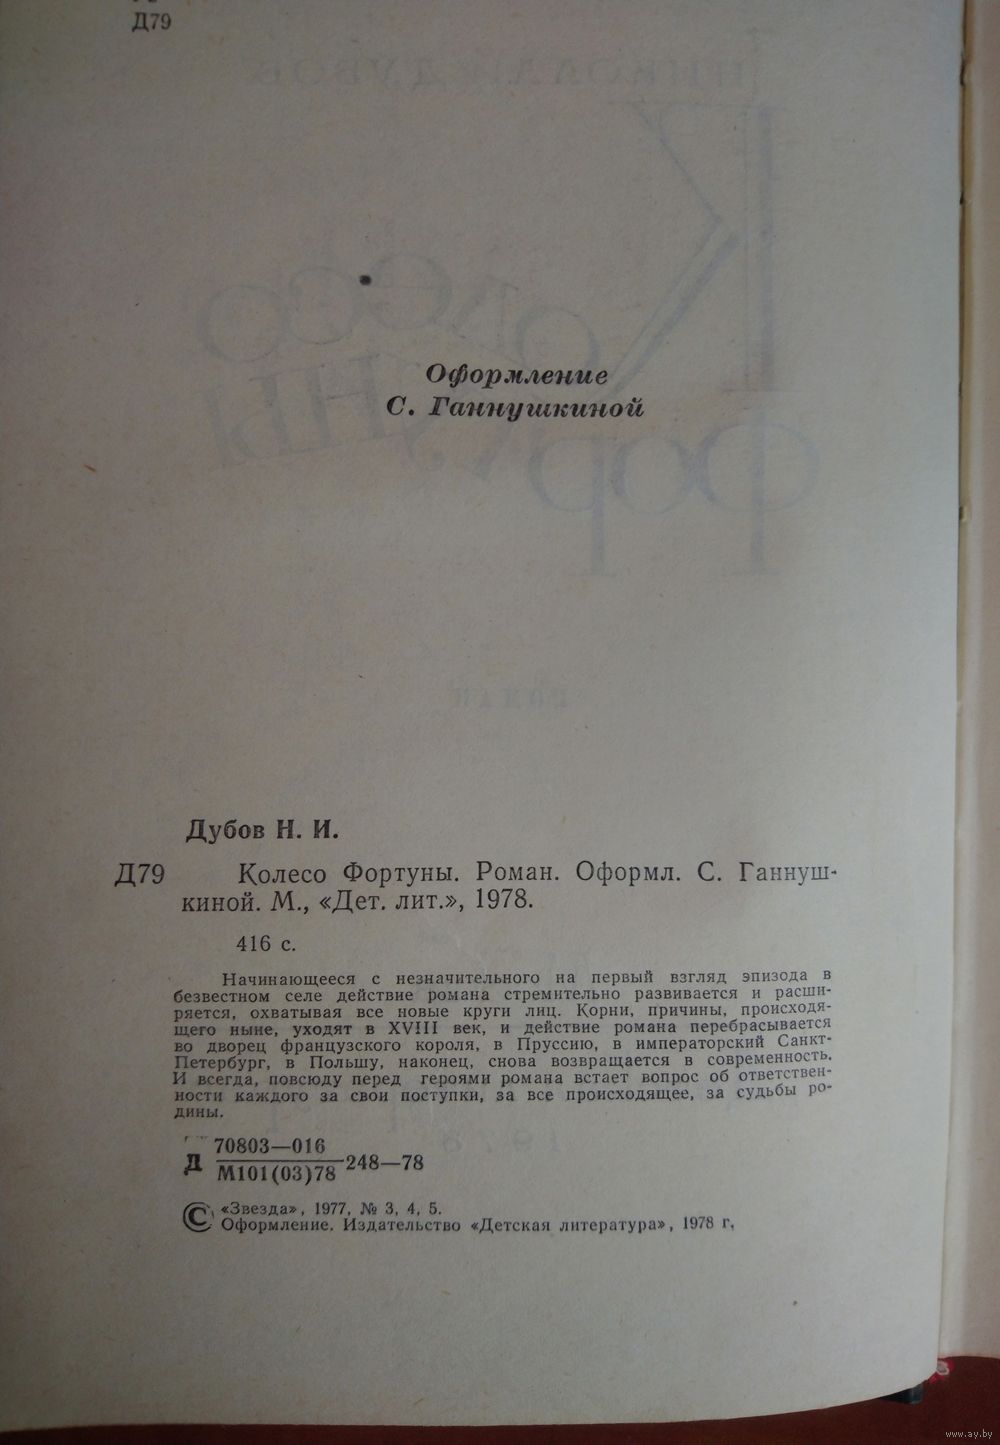 Д79
Оформление
С. Ганнушкиной
Дубов Н. И.
Д79 Колесо Фортуны. Роман. Оформл. С. Ганнуш-
киной. М., «Дет. лит.», 1978.
416 с.
Начинающееся с незначительного на первый взгляд эпизода в
безвестном селе действие романа стремительно развивается и расши-
ряется, охватывая все новые круги лиц. Корни, причины, происходя-
щего ныне, уходят в XVIII век, и действие романа перебрасывается
во дворец французского короля, в Пруссию, в императорский Санкт-
Петербург, в Польшу, наконец, снова возвращается в современность.
И всегда, повсюду перед героями романа встает вопрос об ответствен-
ности каждого за свои поступки, за все происходящее, за судьбы ро-
дины.
Д 70803—016
М101(03)78 248—78
© «Звезда», 1977, № 3, 4, 5.
Оформление. Издательство «Детская литература», 1978 г.
www.ay.by